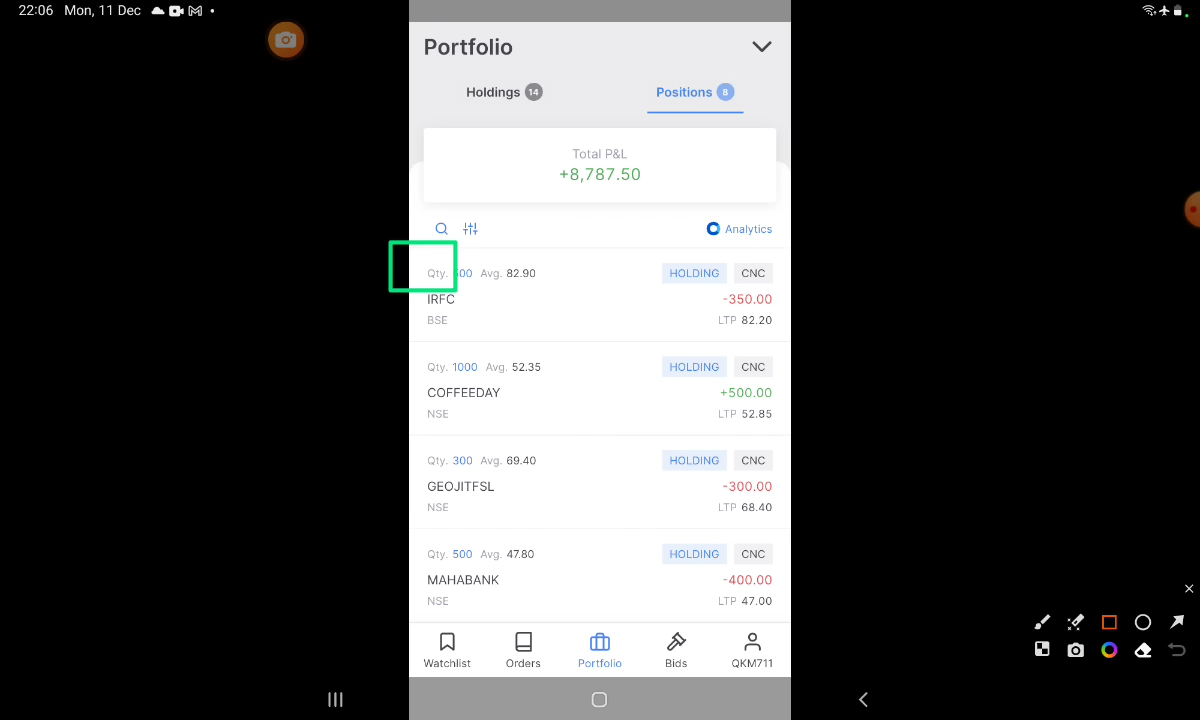 22:06 Mon, 11 Dec
Portfolio
Holdings 14
Positions 8
Total P&L
+8,787.50
Analytics
Qty. 500 Avg. 82.90 HOLDING CNC
IRFC -350.00
BSE LTP 82.20
Qty. 1000 Avg. 52.35 HOLDING CNC
COFFEEDAY +500.00
NSE LTP 52.85
Qty. 300 Avg. 69.40 HOLDING CNC
GEOJITFSL -300.00
NSE LTP 68.40
Qty. 500 Avg. 47.80 HOLDING CNC
MAHABANK -400.00
NSE LTP 47.00
Watchlist Orders Portfolio Bids QKM711